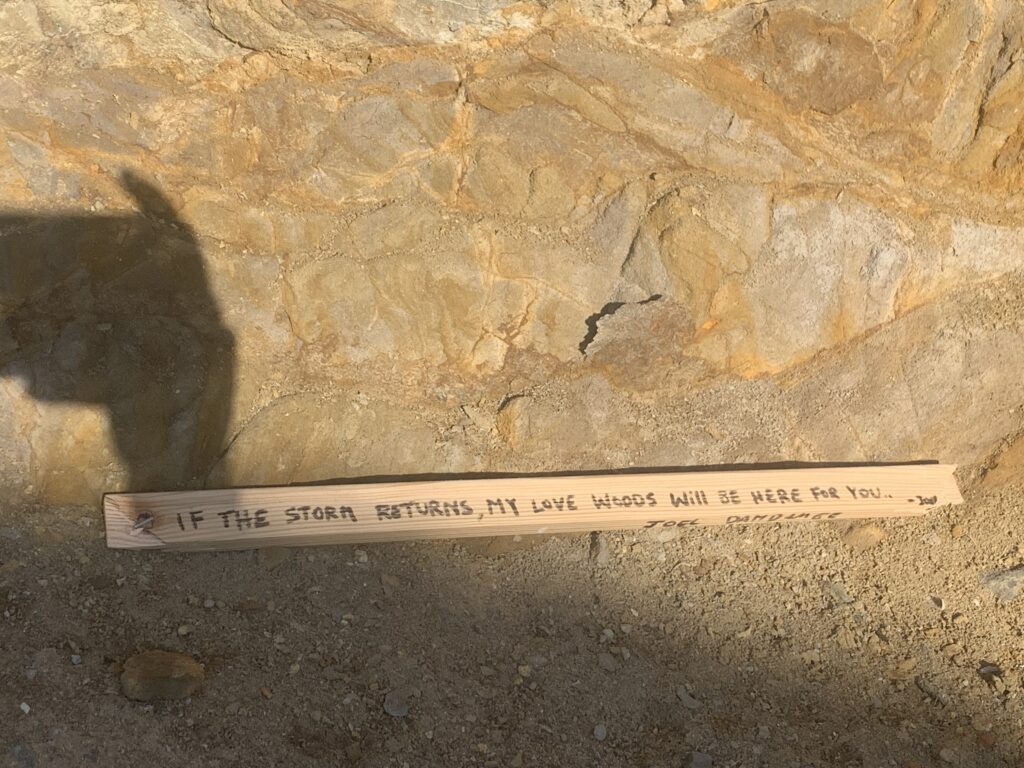 IF THE STORM RETURNS, MY LOVE WOODS WILL BE HERE FOR YOU..
JOEL